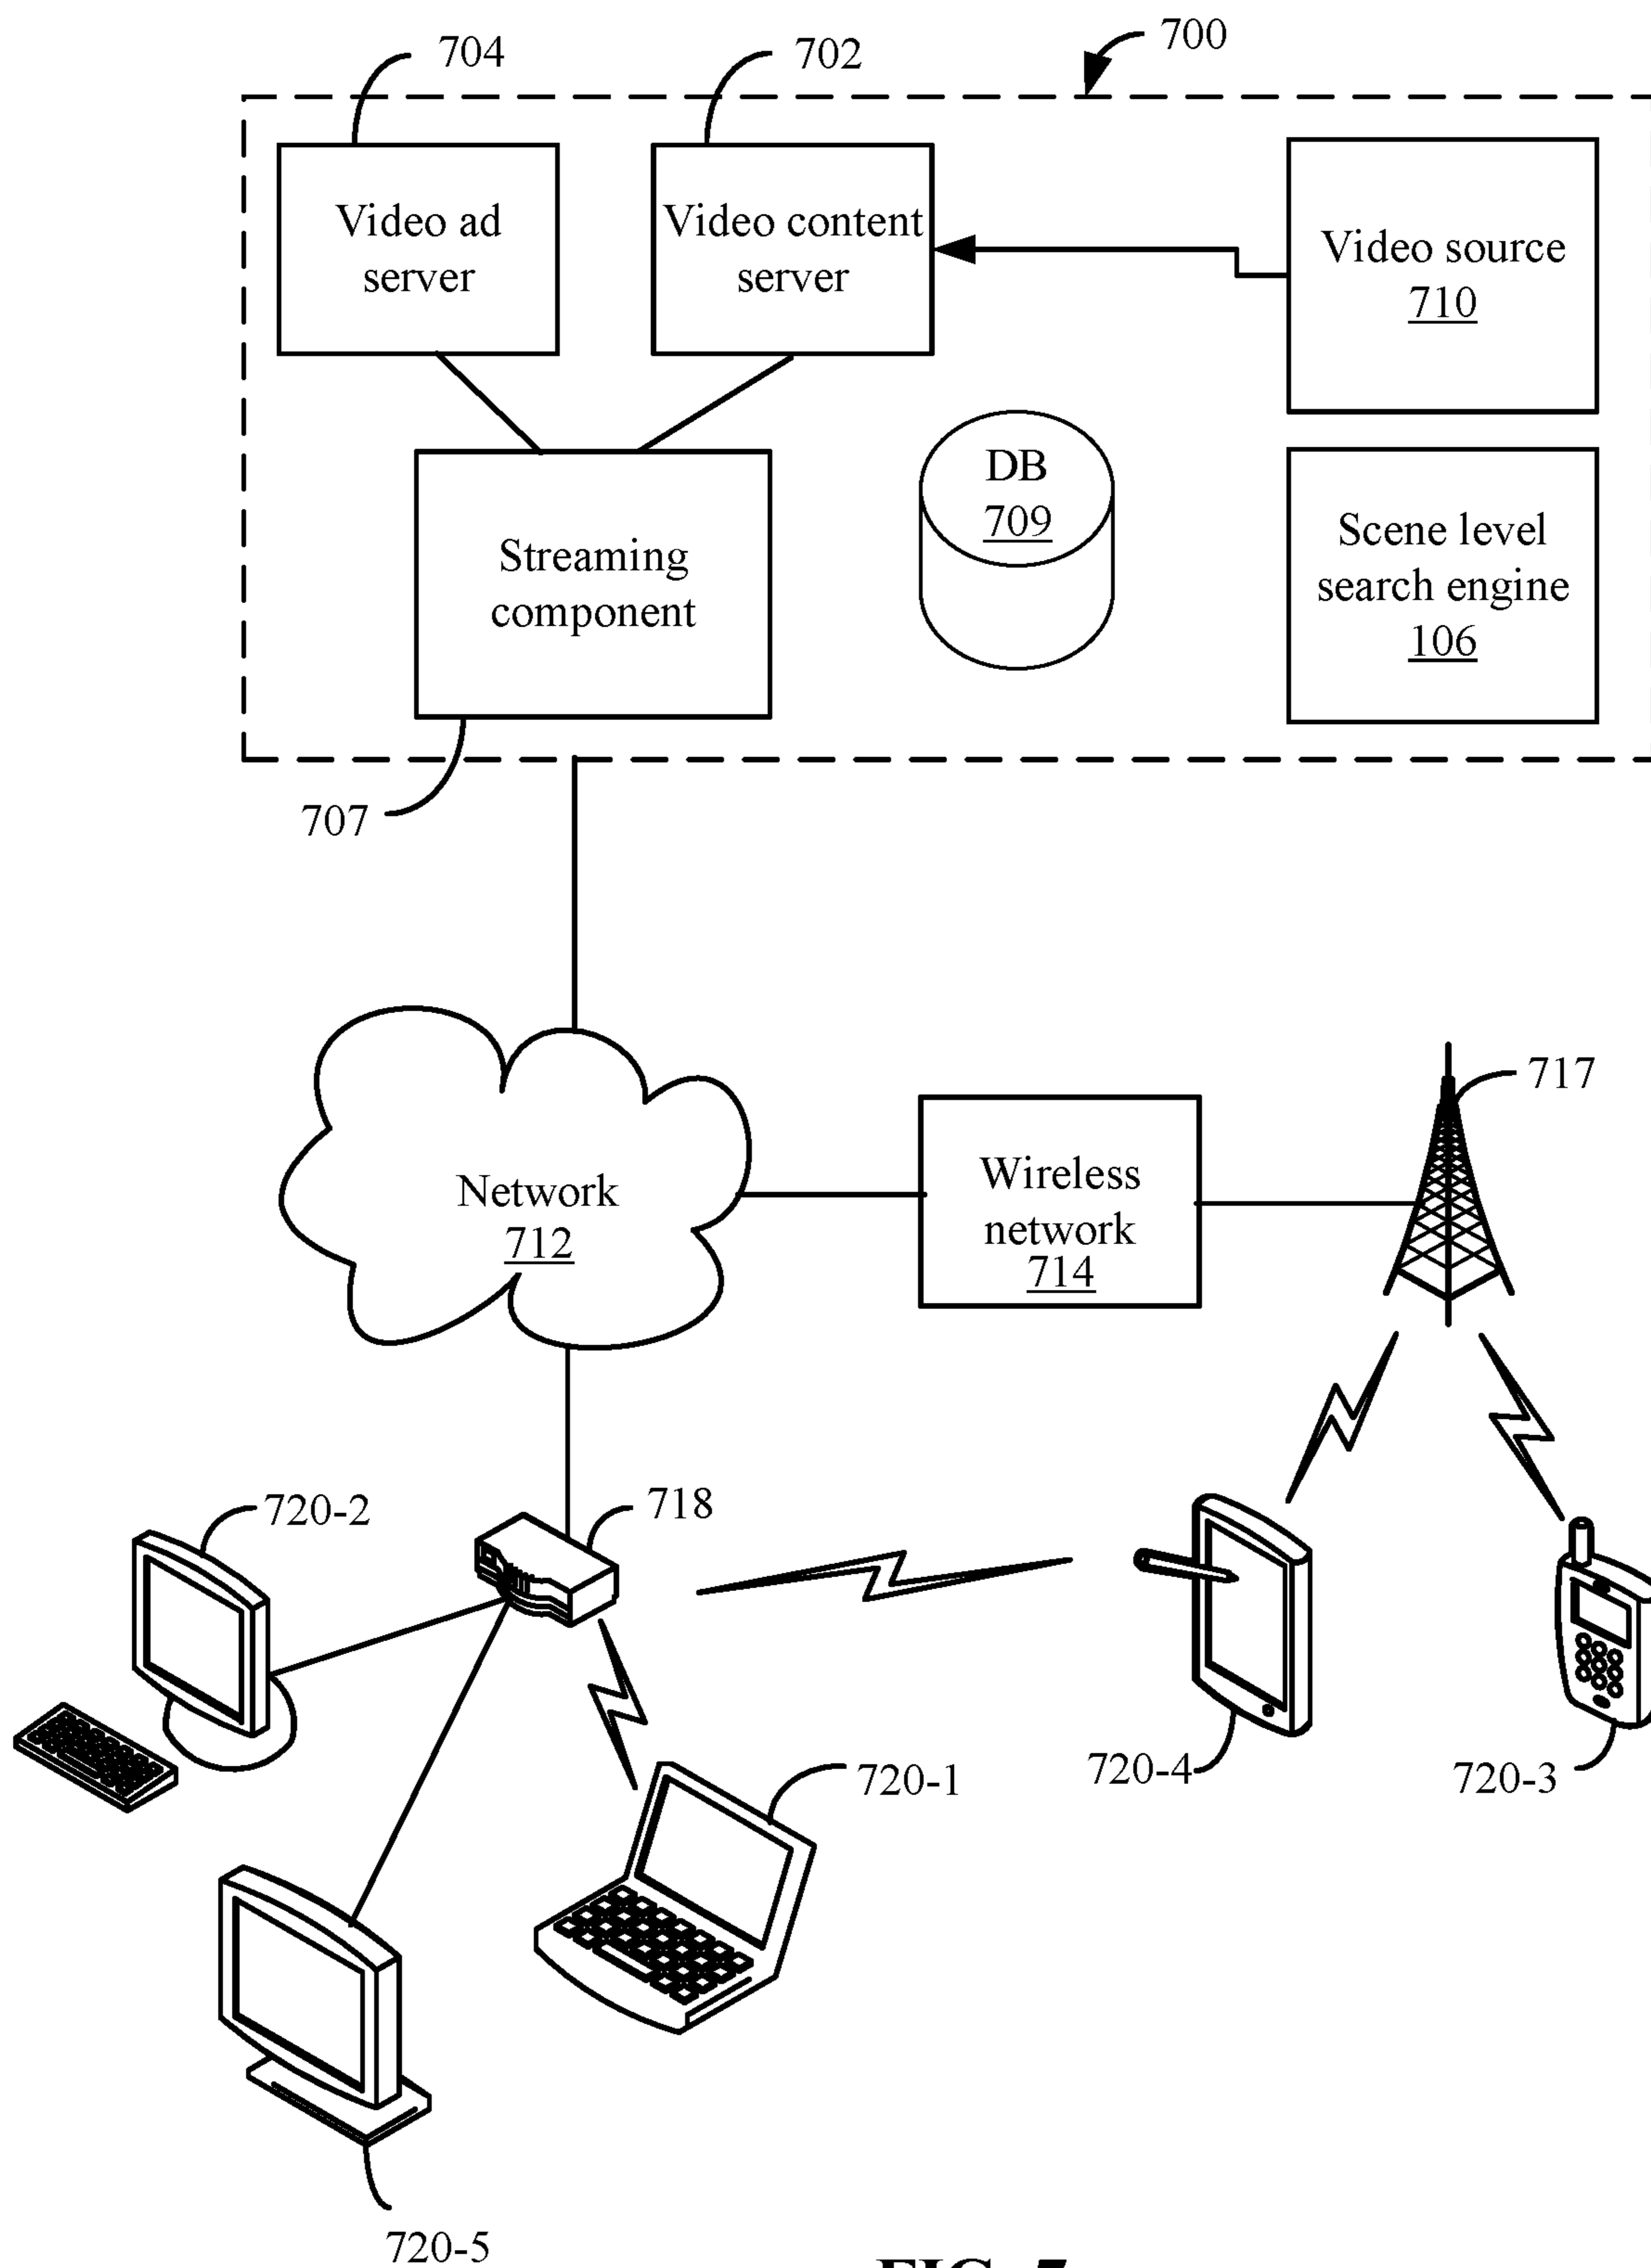 704
702
700
Video ad
server
Video content
server
Video source
710
DB
709
Scene level
search engine
106
Streaming
component
707
717
Network
712
Wireless
network
714
720-2
718
720-1
720-4
720-3
720-5
FIG. 7